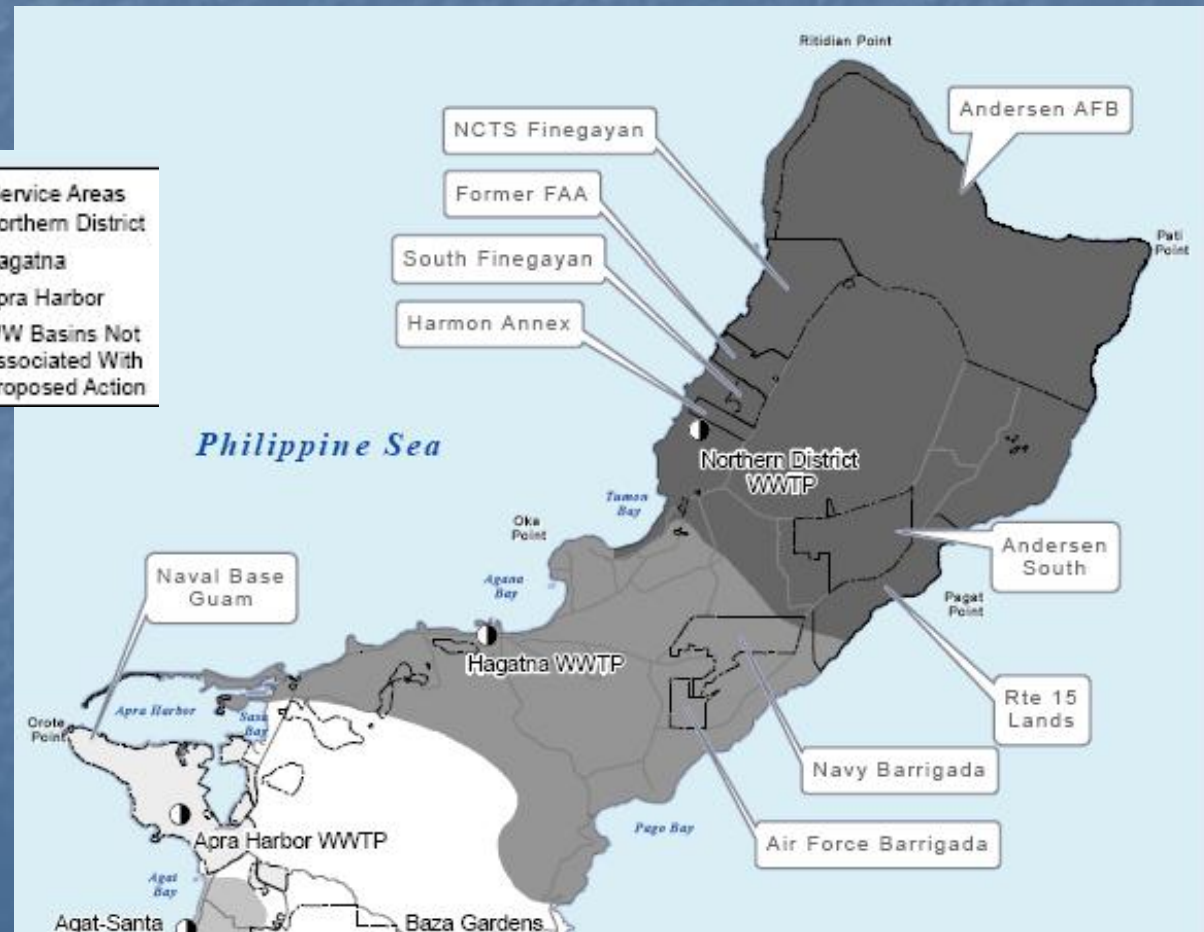 Ritidian Point
Andersen AFB
NCTS Finegayan
Former FAA
South Finegayan
Harmon Annex
Pati
Point
ervice Areas
orthern District
agatna
pra Harbor
W Basins Not
ssociated With
roposed Action
Philippine Sea
Northern District
WWTP
Tumon
Bay
Oka
Point
Andersen
South
Naval Base
Guam
Agana
Bay
Pagat
Point
Hagatna WWTP
Rte 15
Lands
Apra Harbor
Sasa
Bay
Orote
Point
Navy Barrigada
Pago Bay
Apra Harbor WWTP
Air Force Barrigada
Agat
Bay
Agat-Santa
Baza Gardens